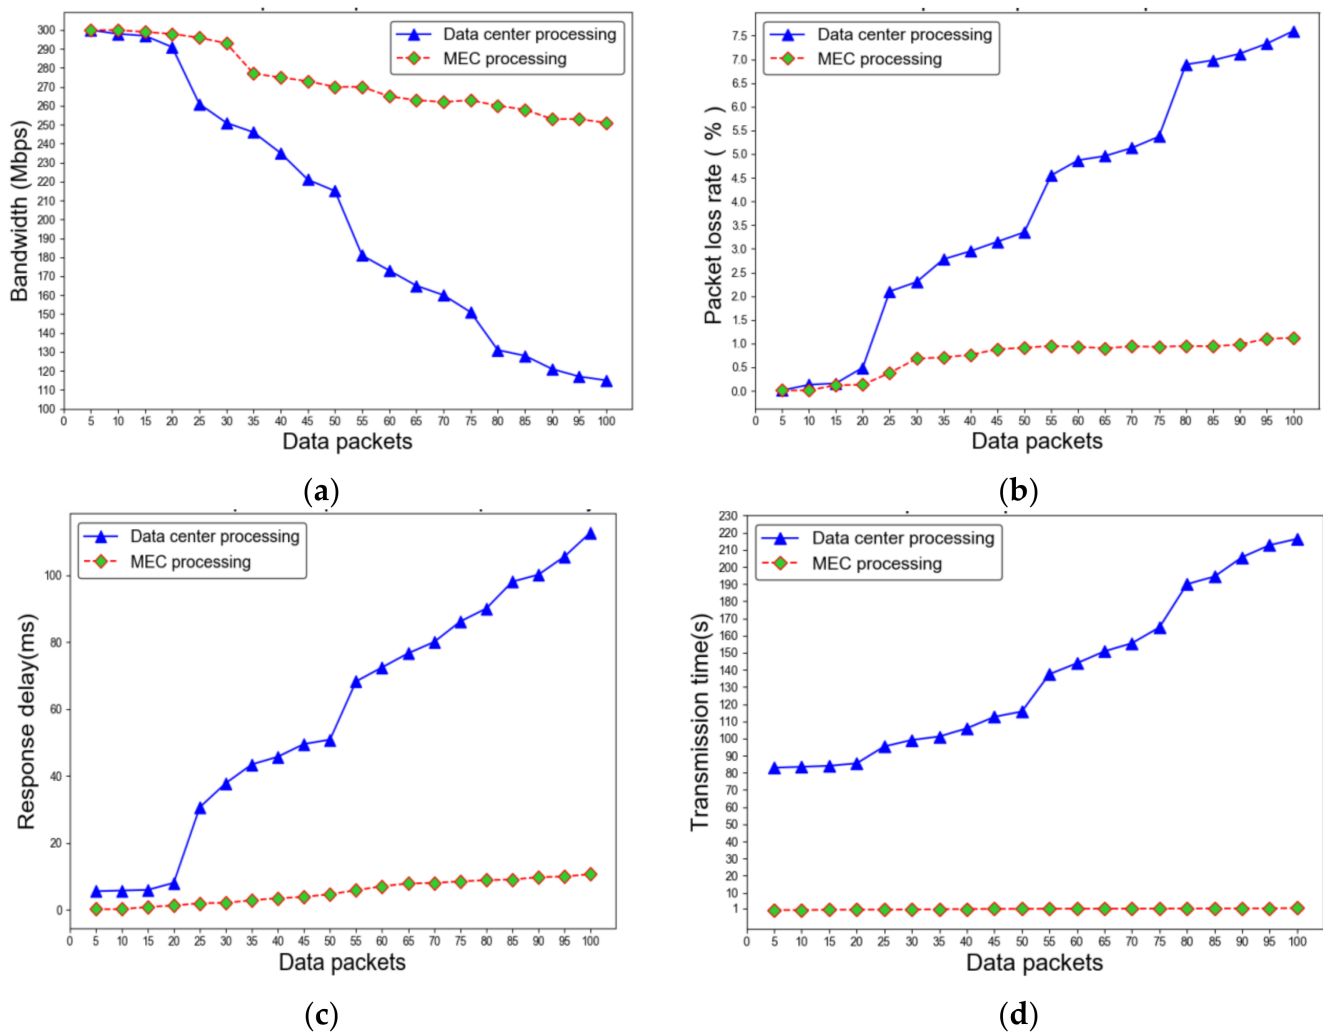 Data center processing
MEC processing
300
290
280
270
260
250
240
230
220
210
200
190
180
170
160
150
140
130
120
110
100
Bandwidth (Mbps)
0 5 10 15 20 25 30 35 40 45 50 55 60 65 70 75 80 85 90 95 100
Data packets
(a)
Data center processing
MEC processing
7.5
7.0
6.5
6.0
5.5
5.0
4.5
4.0
3.5
3.0
2.5
2.0
1.5
1.0
0.5
0.0
Packet loss rate ( %)
0 5 10 15 20 25 30 35 40 45 50 55 60 65 70 75 80 85 90 95 100
Data packets
(b)
Data center processing
MEC processing
100
80
60
40
20
0
Response delay(ms)
0 5 10 15 20 25 30 35 40 45 50 55 60 65 70 75 80 85 90 95 100
Data packets
(c)
Data center processing
MEC processing
230
220
210
200
190
180
170
160
150
140
130
120
110
100
90
80
70
60
50
40
30
20
10
1
Transmission time(s)
0 5 10 15 20 25 30 35 40 45 50 55 60 65 70 75 80 85 90 95 100
Data packets
(d)